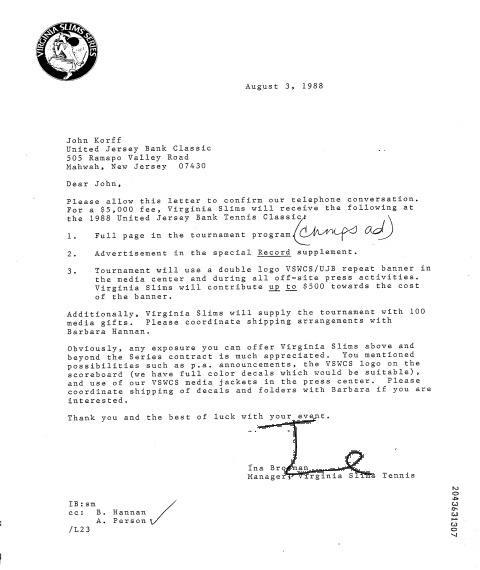 VIRGINIA SLIMS SERIES
August 3, 1988
John Korff
United Jersey Bank Classic
505 Ramapo Valley Road
Mahwah, New Jersey 07430
Dear John,
Please allow this letter to confirm our telephone conversation.
For a $5,000 fee, Virginia Slims will receive the following at
the 1988 United Jersey Bank Tennis Classic:
1. Full page in the tournament program. (Champs ad)
2. Advertisement in the special Record supplement.
3. Tournament will use a double logo VSWCS/UJB repeat banner in
the media center and during all off-site press activities.
Virginia Slims will contribute up to $500 towards the cost
of the banner.
Additionally, Virginia Slims will supply the tournament with 100
media gifts. Please coordinate shipping arrangements with
Barbara Hannan.
Obviously, any exposure you can offer Virginia Slims above and
beyond the Series contract is much appreciated. You mentioned
possibilities such as p.a. announcements, the VSWCS logo on the
scoreboard (we have full color decals which would be suitable),
and use of our VSWCS media jackets in the press center. Please
coordinate shipping of decals and folders with Barbara if you are
interested.
Thank you and the best of luck with your event.
Ina
Manager, Virginia Slims Tennis
IB:sm
cc: B. Hannan
A. Person
/L23
2043631307